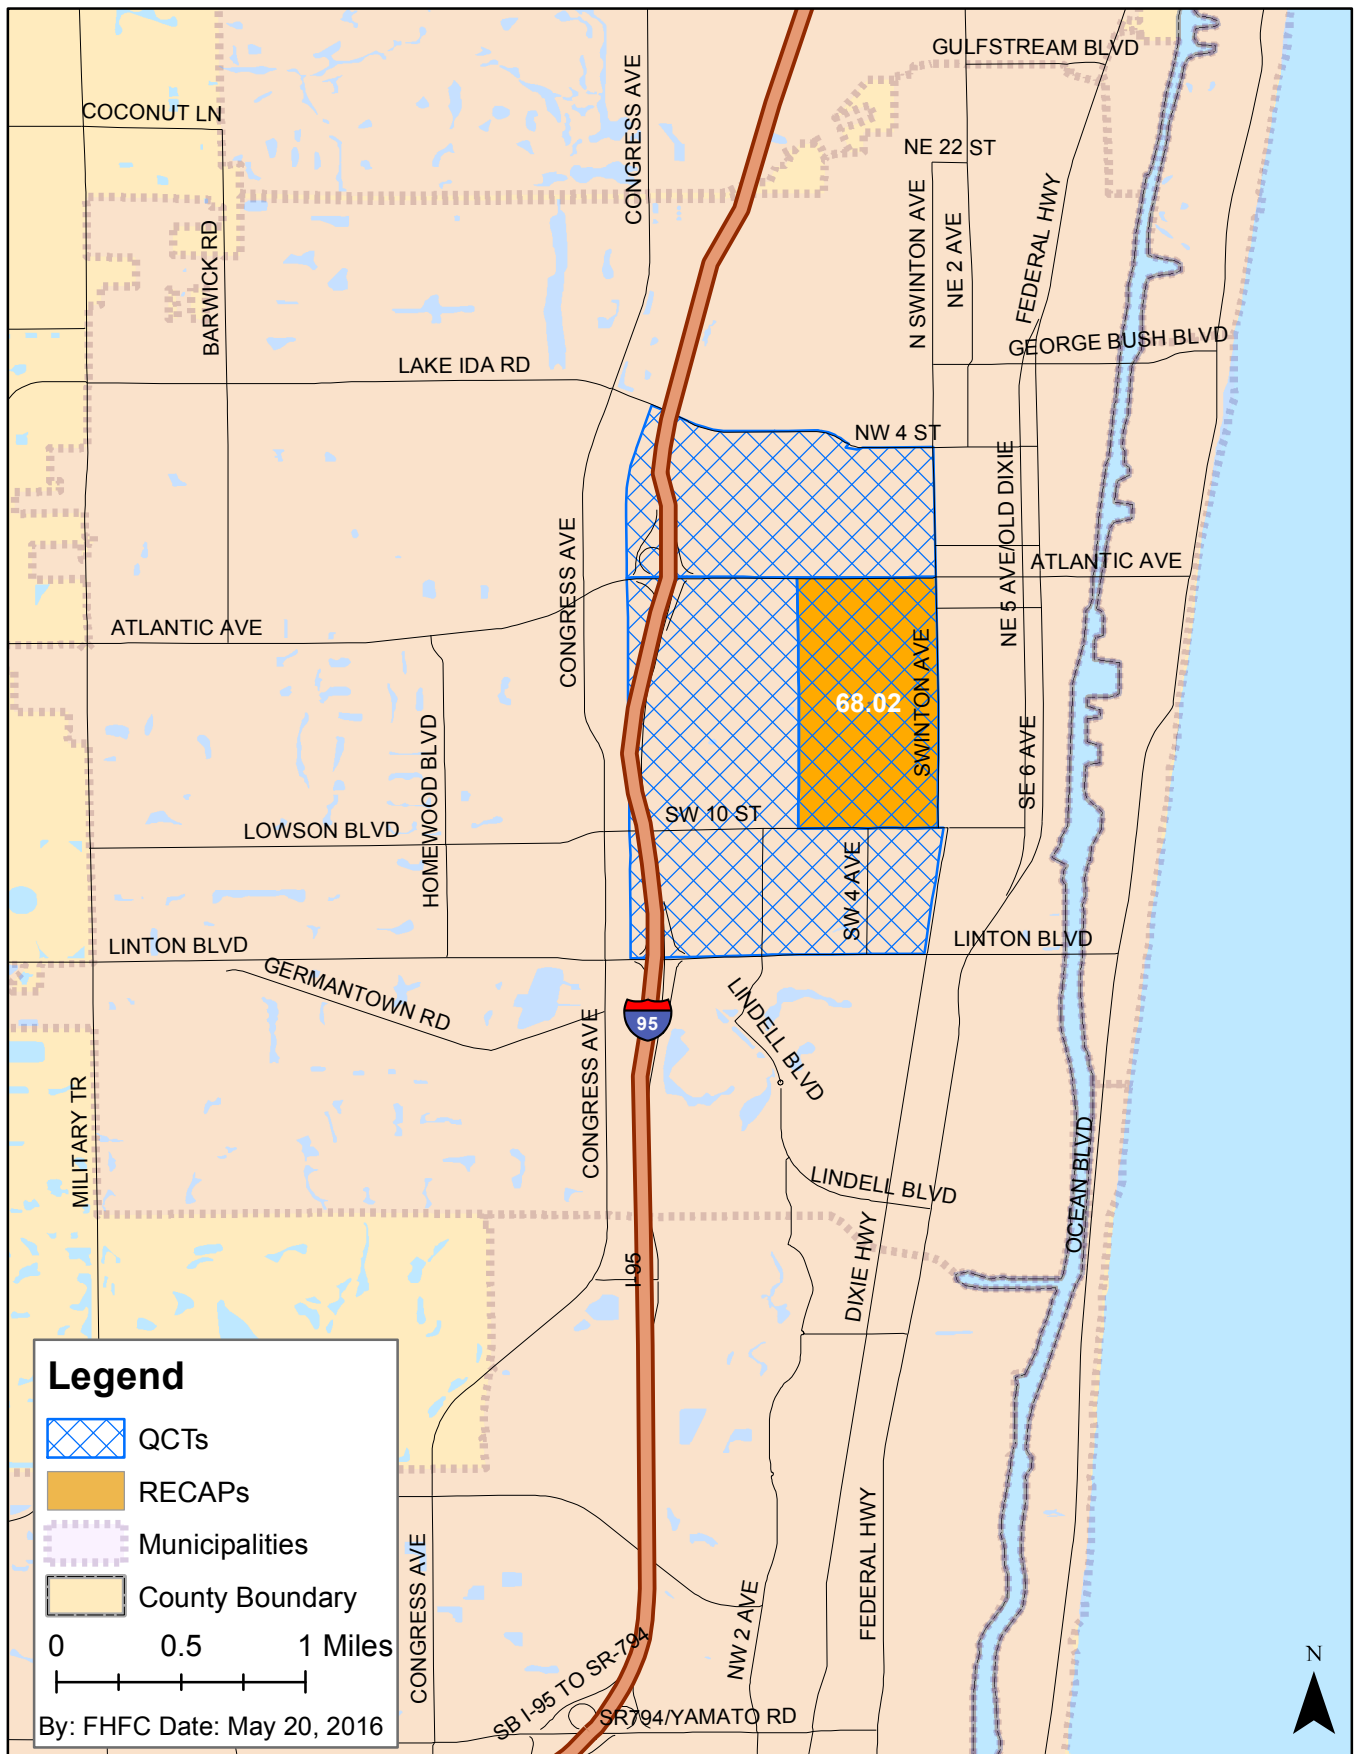 GULFSTREAM BLVD
COCONUT LN
CONGRESS AVE
NE 22 ST
N SWINTON AVE
NE 2 AVE
FEDERAL HWY
BARWICK RD
GEORGE BUSH BLVD
LAKE IDA RD
NW 4 ST
NE 5 AVE/OLD DIXIE
CONGRESS AVE
ATLANTIC AVE
ATLANTIC AVE
68.02
SWINTON AVE
HOMEWOOD BLVD
SE 6 AVE
SW 10 ST
LOWSON BLVD
SW 4 AVE
LINTON BLVD
LINTON BLVD
GERMANTOWN RD
95
LINDELL BLVD
CONGRESS AVE
MILITARY TR
LINDELL BLVD
OCEAN BLVD
DIXIE HWY
I-95
Legend
QCTs
RECAPs
Municipalities
County Boundary
0 0.5 1 Miles
By: FHFC Date: May 20, 2016
CONGRESS AVE
FEDERAL HWY
NW 2 AVE
SB I-95 TO SR-794
SR794/YAMATO RD
N